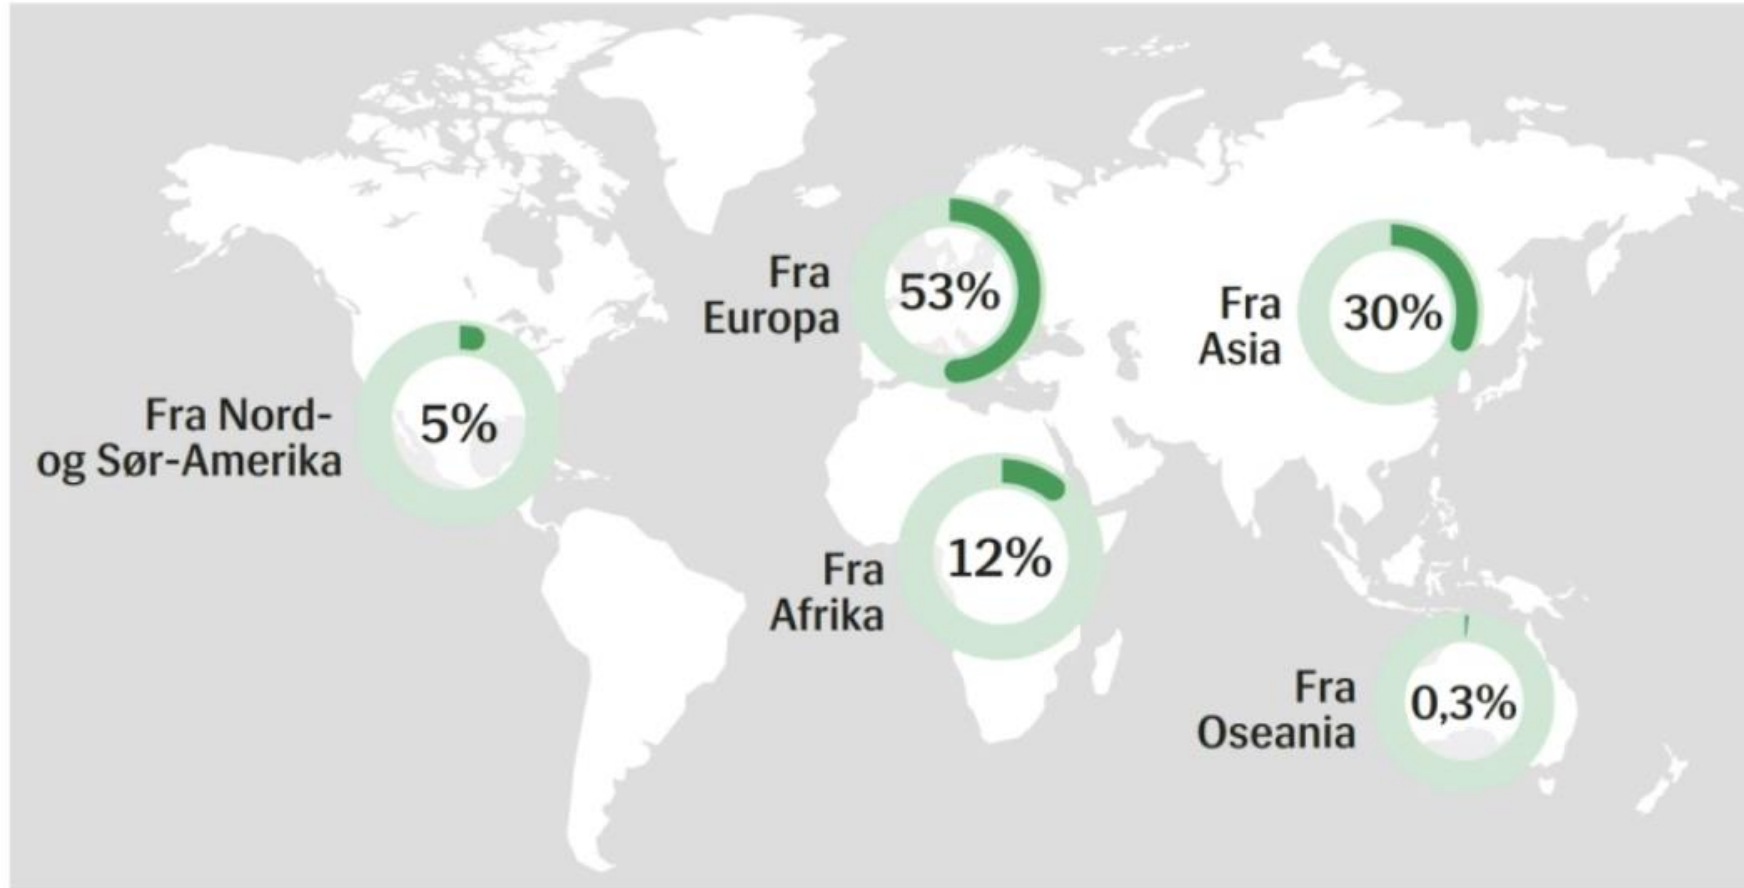 Fra
Europa
53%
Fra
Asia
30%
Fra Nord-
og Sør-Amerika
5%
Fra
Afrika
12%
Fra
Oseania
0,3%